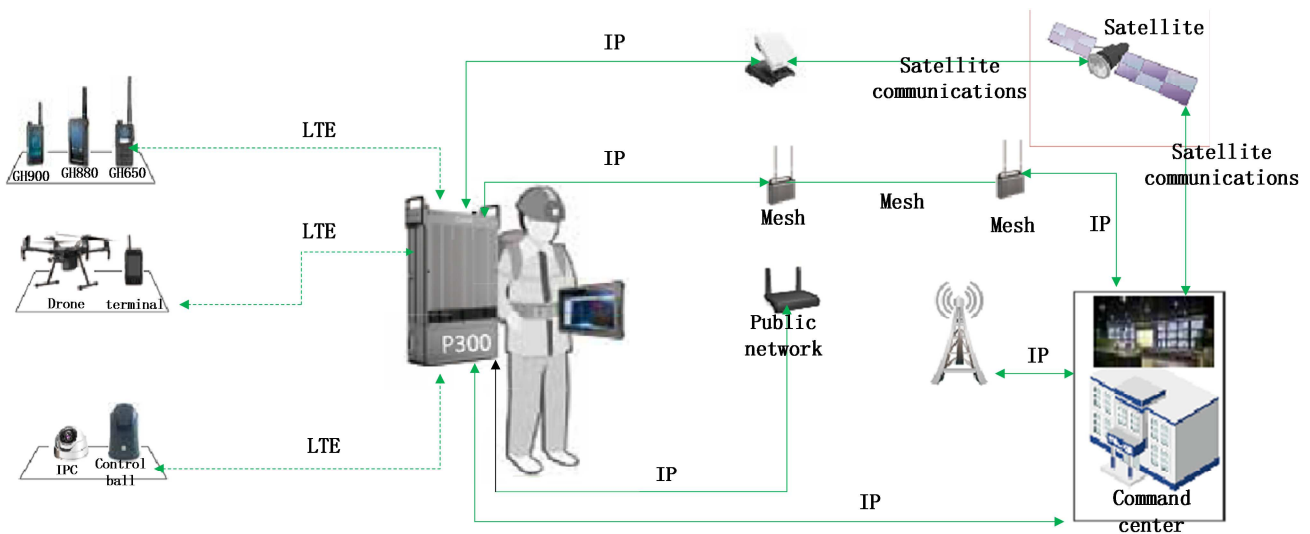 IP
Satellite
Satellite
communications
LTE
IP
Satellite
communications
GH900
GH880
GH650
Mesh
Mesh
Mesh
IP
LTE
Drone
terminal
Public
network
P300
IP
LTE
IPC
Control
ball
IP
IP
Command
center